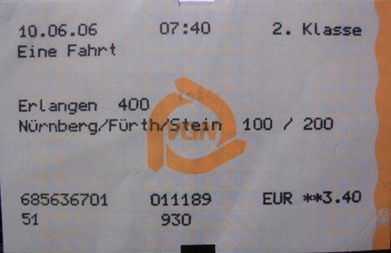 10.06.06 07:40 2. Klasse
Eine Fahrt
Erlangen 400
Nürnberg/Fürth/Stein 100 / 200
VGN
685636701 011189 EUR **3.40
51 930